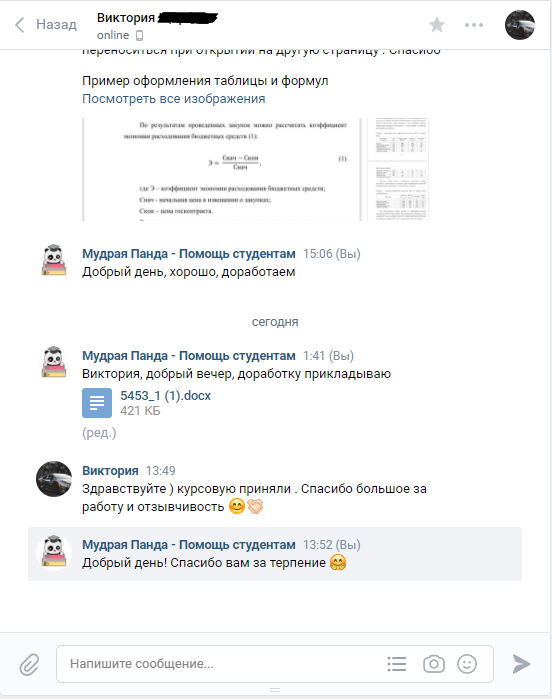 Назад
Виктория
online
переноситься при открытии на другую страницу . Спасибо
Пример оформления таблицы и формул
Посмотреть все изображения
По результатам проведенных закупок можно рассчитать коэффициент
экономии расходования бюджетных средств (1):
Э = Снач − Скон / Снач, (1)
где Э – коэффициент экономии расходования бюджетных средств;
Снач - начальная цена в извещении о закупках;
Скон – цена госконтракта.
Мудрая Панда - Помощь студентам 15:06 (Вы)
Добрый день, хорошо, доработаем
сегодня
Мудрая Панда - Помощь студентам 1:41 (Вы)
Виктория, добрый вечер, доработку прикладываю
5453_1 (1).docx
421 КБ
(ред.)
Виктория 13:49
Здравствуйте ) курсовую приняли . Спасибо большое за
работу и отзывчивость 😊🤝
Мудрая Панда - Помощь студентам 13:52 (Вы)
Добрый день! Спасибо вам за терпение 🤗
Напишите сообщение...